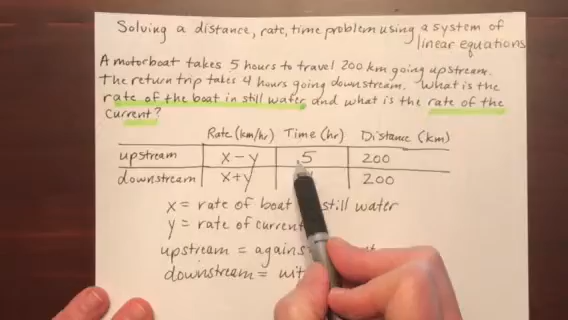 Solving a distance, rate, time problem using a system of
linear equations
A motorboat takes 5 hours to travel 200 km going upstream.
The return trip takes 4 hours going downstream. What is the
rate of the boat in still water and what is the rate of the
current?
Rate (km/hr) Time (hr) Distance (km)
upstream x-y 5 200
downstream x+y 200
x = rate of boat still water
y = rate of current
upstream = agains
downstream = wit